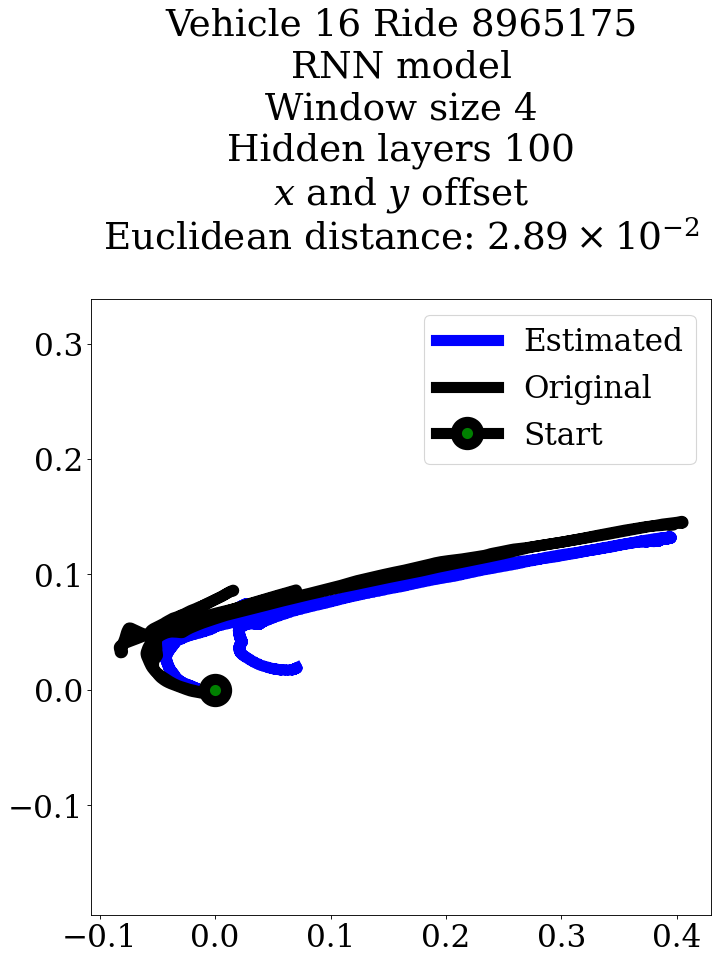 Vehicle 16 Ride 8965175
RNN model
Window size 4
Hidden layers 100
x and y offset
Euclidean distance: 2.89 × 10⁻²
Estimated
Original
Start
0.3
0.2
0.1
0.0
−0.1
−0.1 0.0 0.1 0.2 0.3 0.4